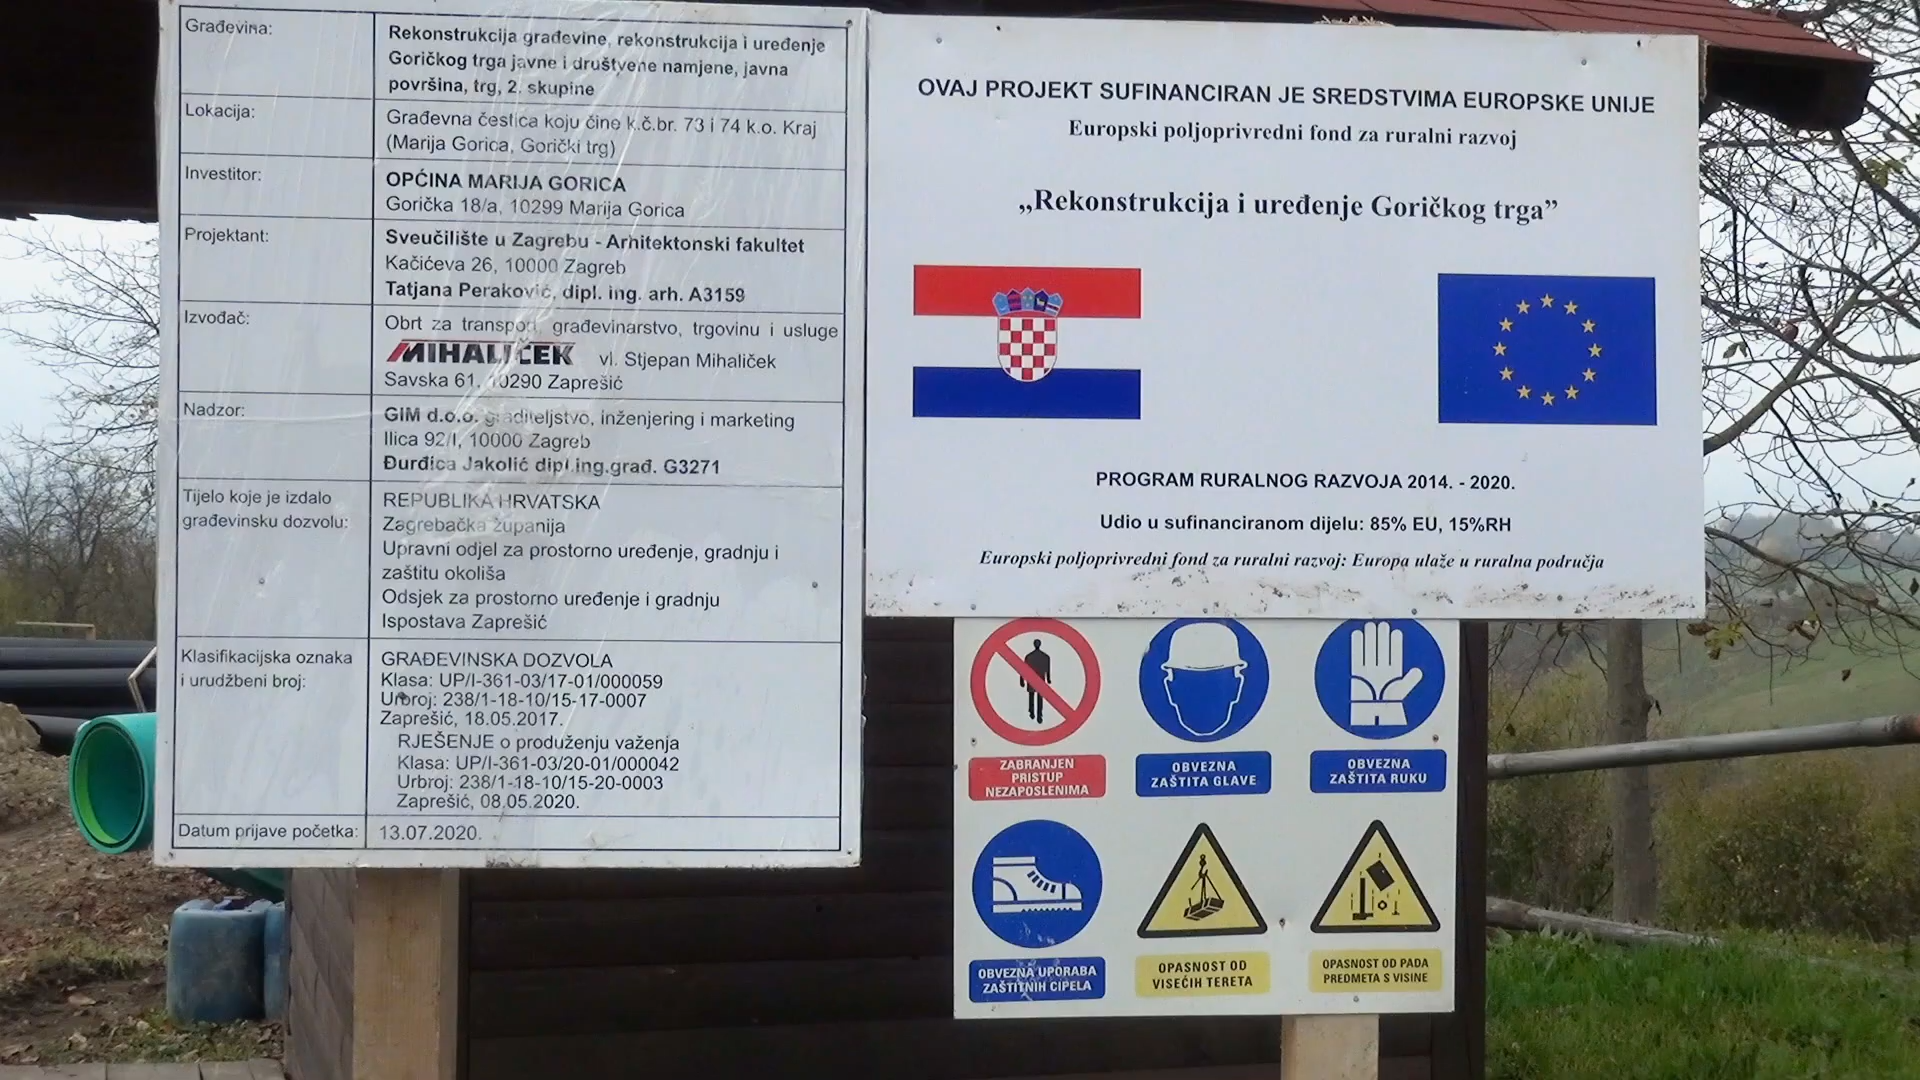 Građevina:
Rekonstrukcija građevine, rekonstrukcija i uređenje
Goričkog trga javne i društvene namjene, javna
površina, trg, 2. skupine
Lokacija:
Građevna čestica koju čine k.č.br. 73 i 74 k.o. Kraj
(Marija Gorica, Gorički trg)
Investitor:
OPĆINA MARIJA GORICA
Gorička 18/a, 10299 Marija Gorica
Projektant:
Sveučilište u Zagrebu - Arhitektonski fakultet
Kačićeva 26, 10000 Zagreb
Tatjana Peraković, dipl. ing. arh. A3159
Izvođač:
Obrt za transport, građevinarstvo, trgovinu i usluge
MIHALIČEK vl. Stjepan Mihaliček
Savska 61, 10290 Zaprešić
Nadzor:
GIM d.o.o. graditeljstvo, inženjering i marketing
Ilica 92/I, 10000 Zagreb
Đurđica Jakolić dipl.ing.građ. G3271
Tijelo koje je izdalo
građevinsku dozvolu:
REPUBLIKA HRVATSKA
Zagrebačka županija
Upravni odjel za prostorno uređenje, gradnju i
zaštitu okoliša
Odsjek za prostorno uređenje i gradnju
Ispostava Zaprešić
Klasifikacijska oznaka
i urudžbeni broj:
GRAĐEVINSKA DOZVOLA
Klasa: UP/I-361-03/17-01/000059
Urbroj: 238/1-18-10/15-17-0007
Zaprešić, 18.05.2017.
RJEŠENJE o produženju važenja
Klasa: UP/I-361-03/20-01/000042
Urbroj: 238/1-18-10/15-20-0003
Zaprešić, 08.05.2020.
Datum prijave početka:
13.07.2020.
OVAJ PROJEKT SUFINANCIRAN JE SREDSTVIMA EUROPSKE UNIJE
Europski poljoprivredni fond za ruralni razvoj
„Rekonstrukcija i uređenje Goričkog trga”
PROGRAM RURALNOG RAZVOJA 2014. - 2020.
Udio u sufinanciranom dijelu: 85% EU, 15%RH
Europski poljoprivredni fond za ruralni razvoj: Europa ulaže u ruralna područja
ZABRANJEN
PRISTUP
NEZAPOSLENIMA
OBVEZNA
ZAŠTITA GLAVE
OBVEZNA
ZAŠTITA RUKU
OBVEZNA UPORABA
ZAŠTITNIH CIPELA
OPASNOST OD
VISEĆIH TERETA
OPASNOST OD PADA
PREDMETA S VISINE